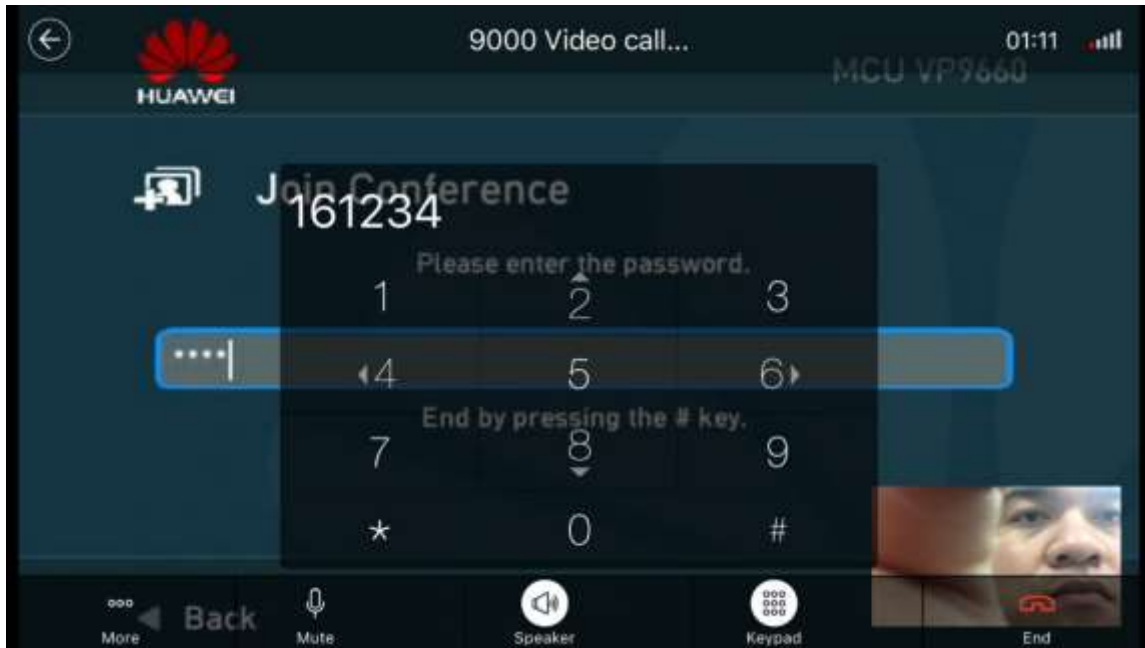 9000 Video call...
01:11
HUAWEI
MCU VP9660
Join Conference
161234
Please enter the password.
1 2 3
••••
4 5 6
End by pressing the # key.
7 8 9
* 0 #
Back
More Mute Speaker Keypad End